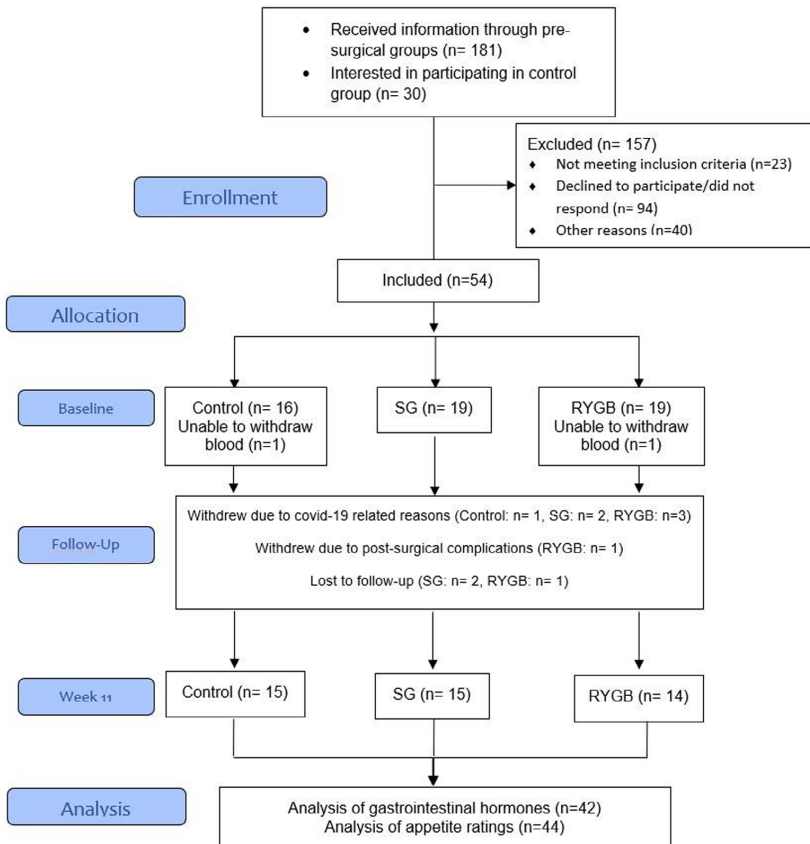 • Received information through pre-
surgical groups (n= 181)
• Interested in participating in control
group (n= 30)
Excluded (n= 157)
♦ Not meeting inclusion criteria (n=23)
♦ Declined to participate/did not
respond (n= 94)
♦ Other reasons (n=40)
Enrollment
Included (n=54)
Allocation
Baseline
Control (n= 16)
Unable to withdraw
blood (n=1)
SG (n= 19)
RYGB (n= 19)
Unable to withdraw
blood (n=1)
Follow-Up
Withdrew due to covid-19 related reasons (Control: n= 1, SG: n= 2, RYGB: n=3)
Withdrew due to post-surgical complications (RYGB: n= 1)
Lost to follow-up (SG: n= 2, RYGB: n= 1)
Week 11
Control (n= 15)
SG (n= 15)
RYGB (n= 14)
Analysis
Analysis of gastrointestinal hormones (n=42)
Analysis of appetite ratings (n=44)